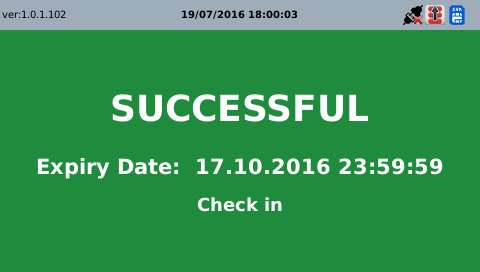 ver:1.0.1.102
19/07/2016 18:00:03
SUCCESSFUL
Expiry Date: 17.10.2016 23:59:59
Check in